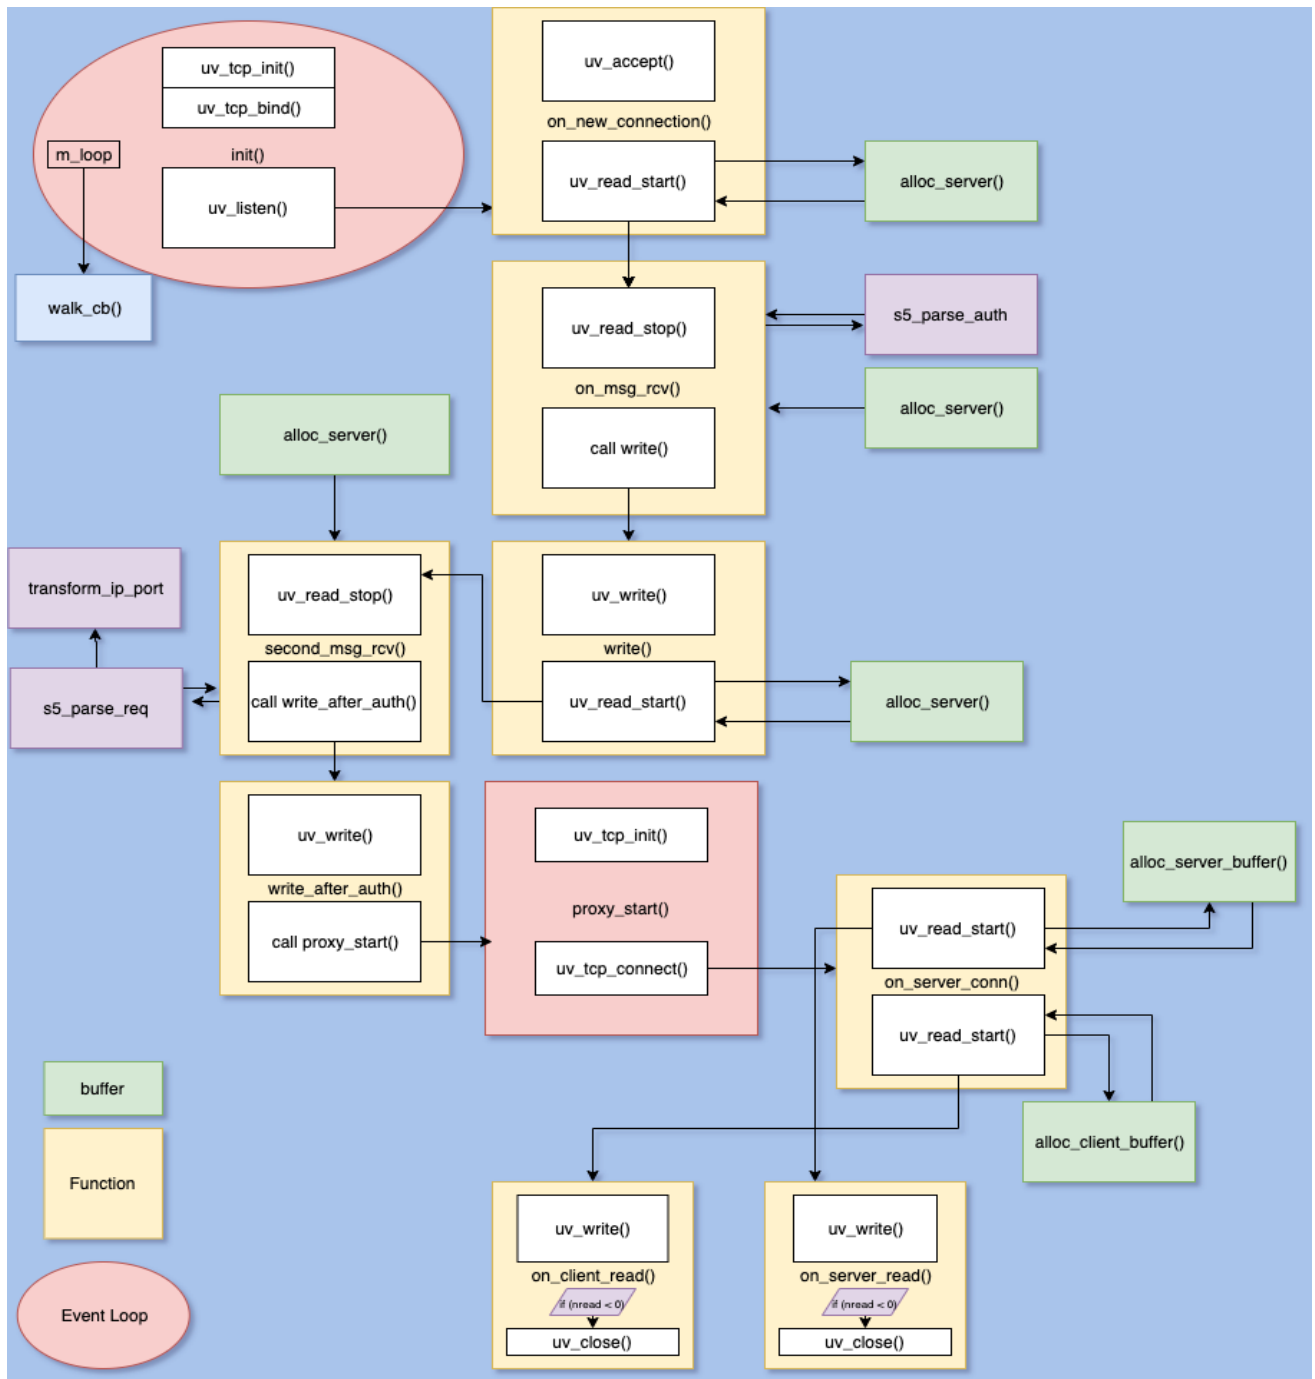 uv_tcp_init()
uv_tcp_bind()
m_loop
init()
uv_listen()
walk_cb()
uv_accept()
on_new_connection()
uv_read_start()
alloc_server()
uv_read_stop()
s5_parse_auth
on_msg_rcv()
alloc_server()
call write()
alloc_server()
transform_ip_port
s5_parse_req
uv_read_stop()
second_msg_rcv()
call write_after_auth()
uv_write()
write()
uv_read_start()
alloc_server()
uv_write()
write_after_auth()
call proxy_start()
uv_tcp_init()
proxy_start()
uv_tcp_connect()
alloc_server_buffer()
uv_read_start()
on_server_conn()
uv_read_start()
alloc_client_buffer()
buffer
Function
Event Loop
uv_write()
on_client_read()
if (nread < 0)
uv_close()
uv_write()
on_server_read()
if (nread < 0)
uv_close()